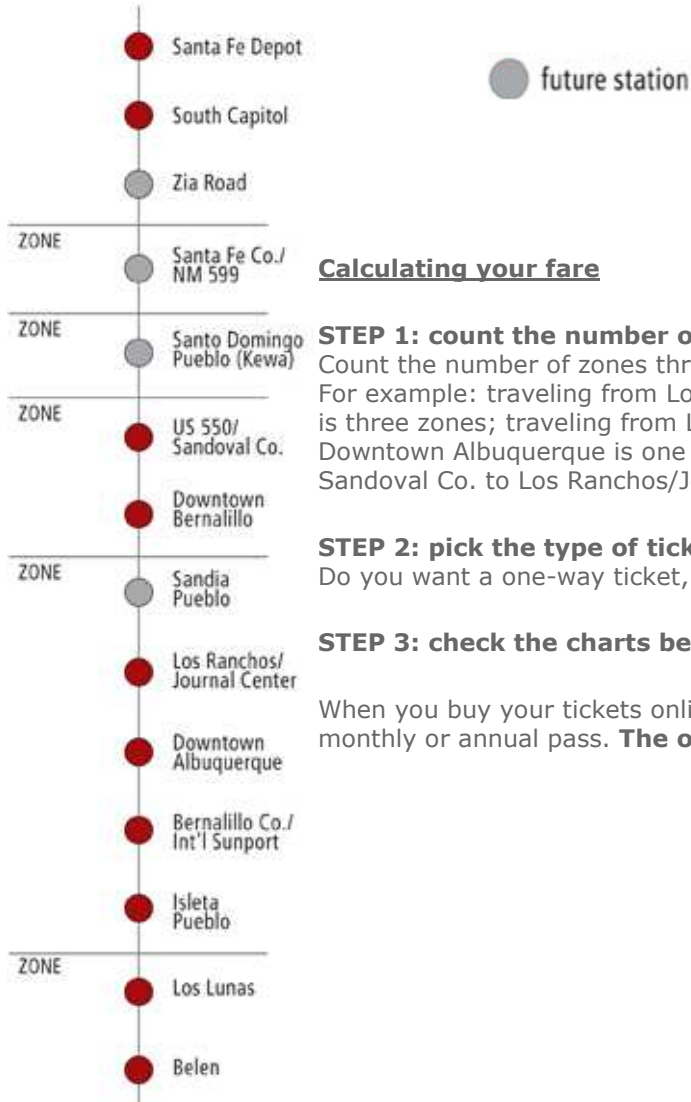 Santa Fe Depot
future station
South Capitol
Zia Road
ZONE
Santa Fe Co./
NM 599
ZONE
Santo Domingo
Pueblo (Kewa)
ZONE
US 550/
Sandoval Co.
Downtown
Bernalillo
ZONE
Sandia
Pueblo
Los Ranchos/
Journal Center
Downtown
Albuquerque
Bernalillo Co./
Int'l Sunport
Isleta
Pueblo
ZONE
Los Lunas
Belen
Calculating your fare
STEP 1: count the number o
Count the number of zones thr
For example: traveling from Lo
is three zones; traveling from L
Downtown Albuquerque is one
Sandoval Co. to Los Ranchos/J
STEP 2: pick the type of tick
Do you want a one-way ticket,
STEP 3: check the charts be
When you buy your tickets onli
monthly or annual pass. The o